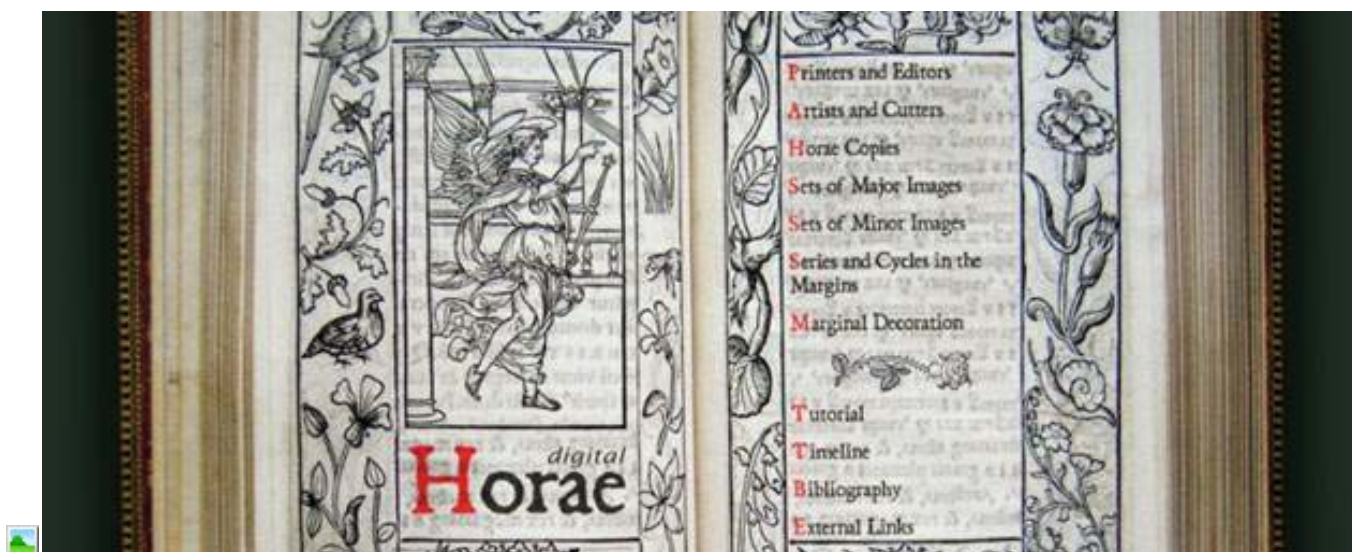 digital
Horae
Printers and Editors
Artists and Cutters
Horae Copies
Sets of Major Images
Sets of Minor Images
Series and Cycles in the
Margins
Marginal Decoration
Tutorial
Timeline
Bibliography
External Links